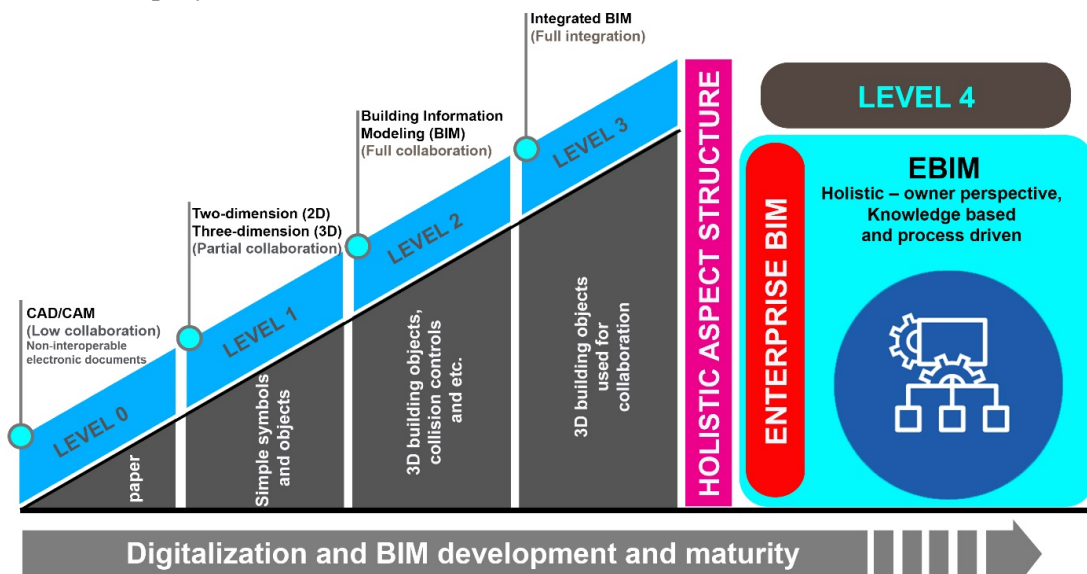 Integrated BIM
(Full integration)
Building Information
Modeling (BIM)
(Full collaboration)
Two-dimension (2D)
Three-dimension (3D)
(Partial collaboration)
CAD/CAM
(Low collaboration)
Non-interoperable
electronic documents
LEVEL 0
LEVEL 1
LEVEL 2
LEVEL 3
paper
Simple symbols
and objects
3D building objects,
collision controls
and etc.
3D building objects
used for
collaboration
HOLISTIC ASPECT STRUCTURE
LEVEL 4
ENTERPRISE BIM
EBIM
Holistic – owner perspective,
Knowledge based
and process driven
Digitalization and BIM development and maturity